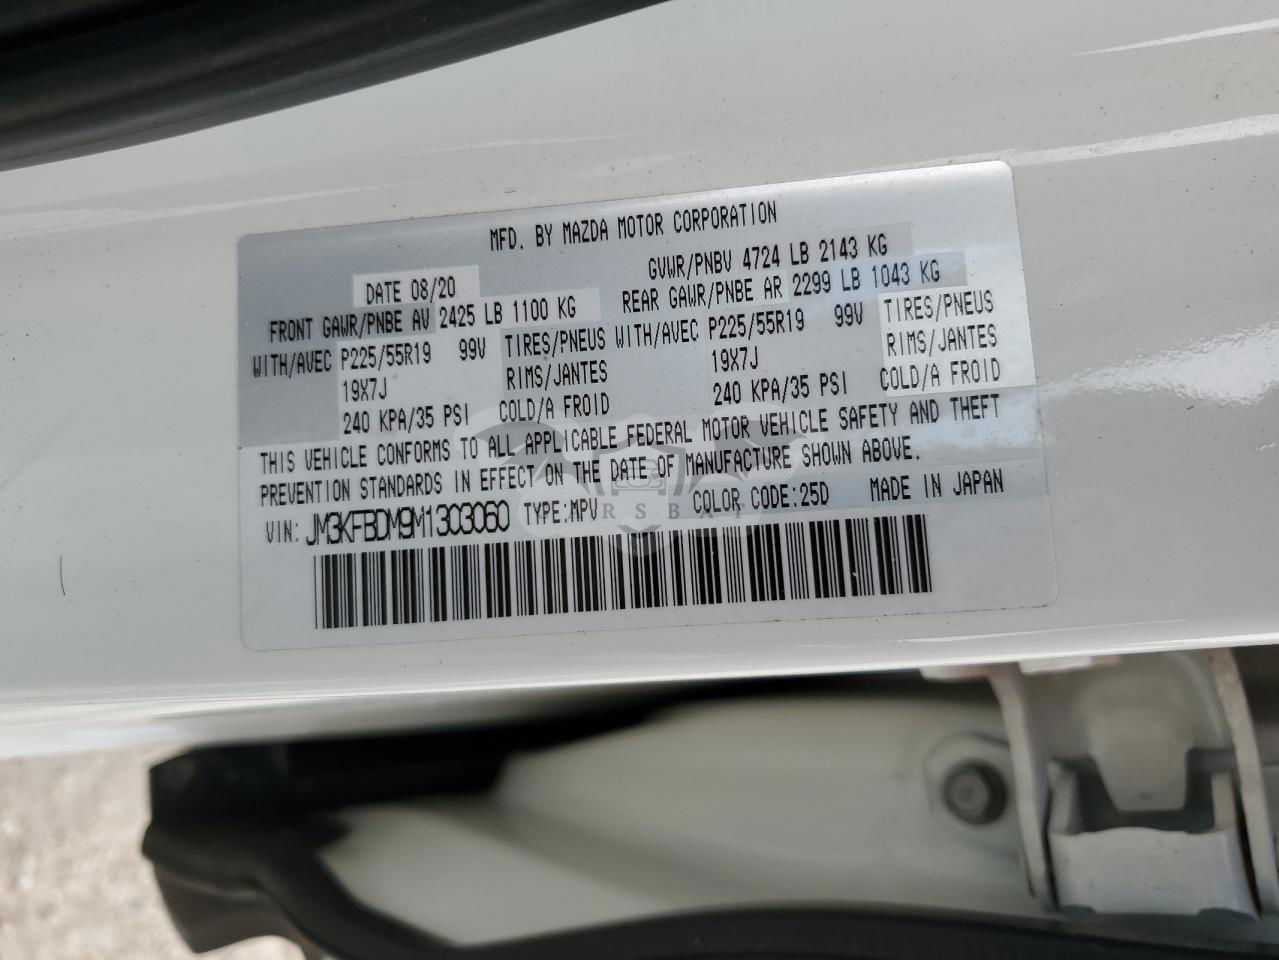 MFD. BY MAZDA MOTOR CORPORATION
DATE 08/20 GVWR/PNBV 4724 LB 2143 KG
FRONT GAWR/PNBE AV 2425 LB 1100 KG REAR GAWR/PNBE AR 2299 LB 1043 KG
WITH/AVEC P225/55R19 99V TIRES/PNEUS WITH/AVEC P225/55R19 99V TIRES/PNEUS
19X7J RIMS/JANTES 19X7J RIMS/JANTES
240 KPA/35 PSI COLD/A FROID 240 KPA/35 PSI COLD/A FROID
THIS VEHICLE CONFORMS TO ALL APPLICABLE FEDERAL MOTOR VEHICLE SAFETY AND THEFT
PREVENTION STANDARDS IN EFFECT ON THE DATE OF MANUFACTURE SHOWN ABOVE.
VIN: JM3KFBDM9M1303060 TYPE:MPV COLOR CODE:25D MADE IN JAPAN